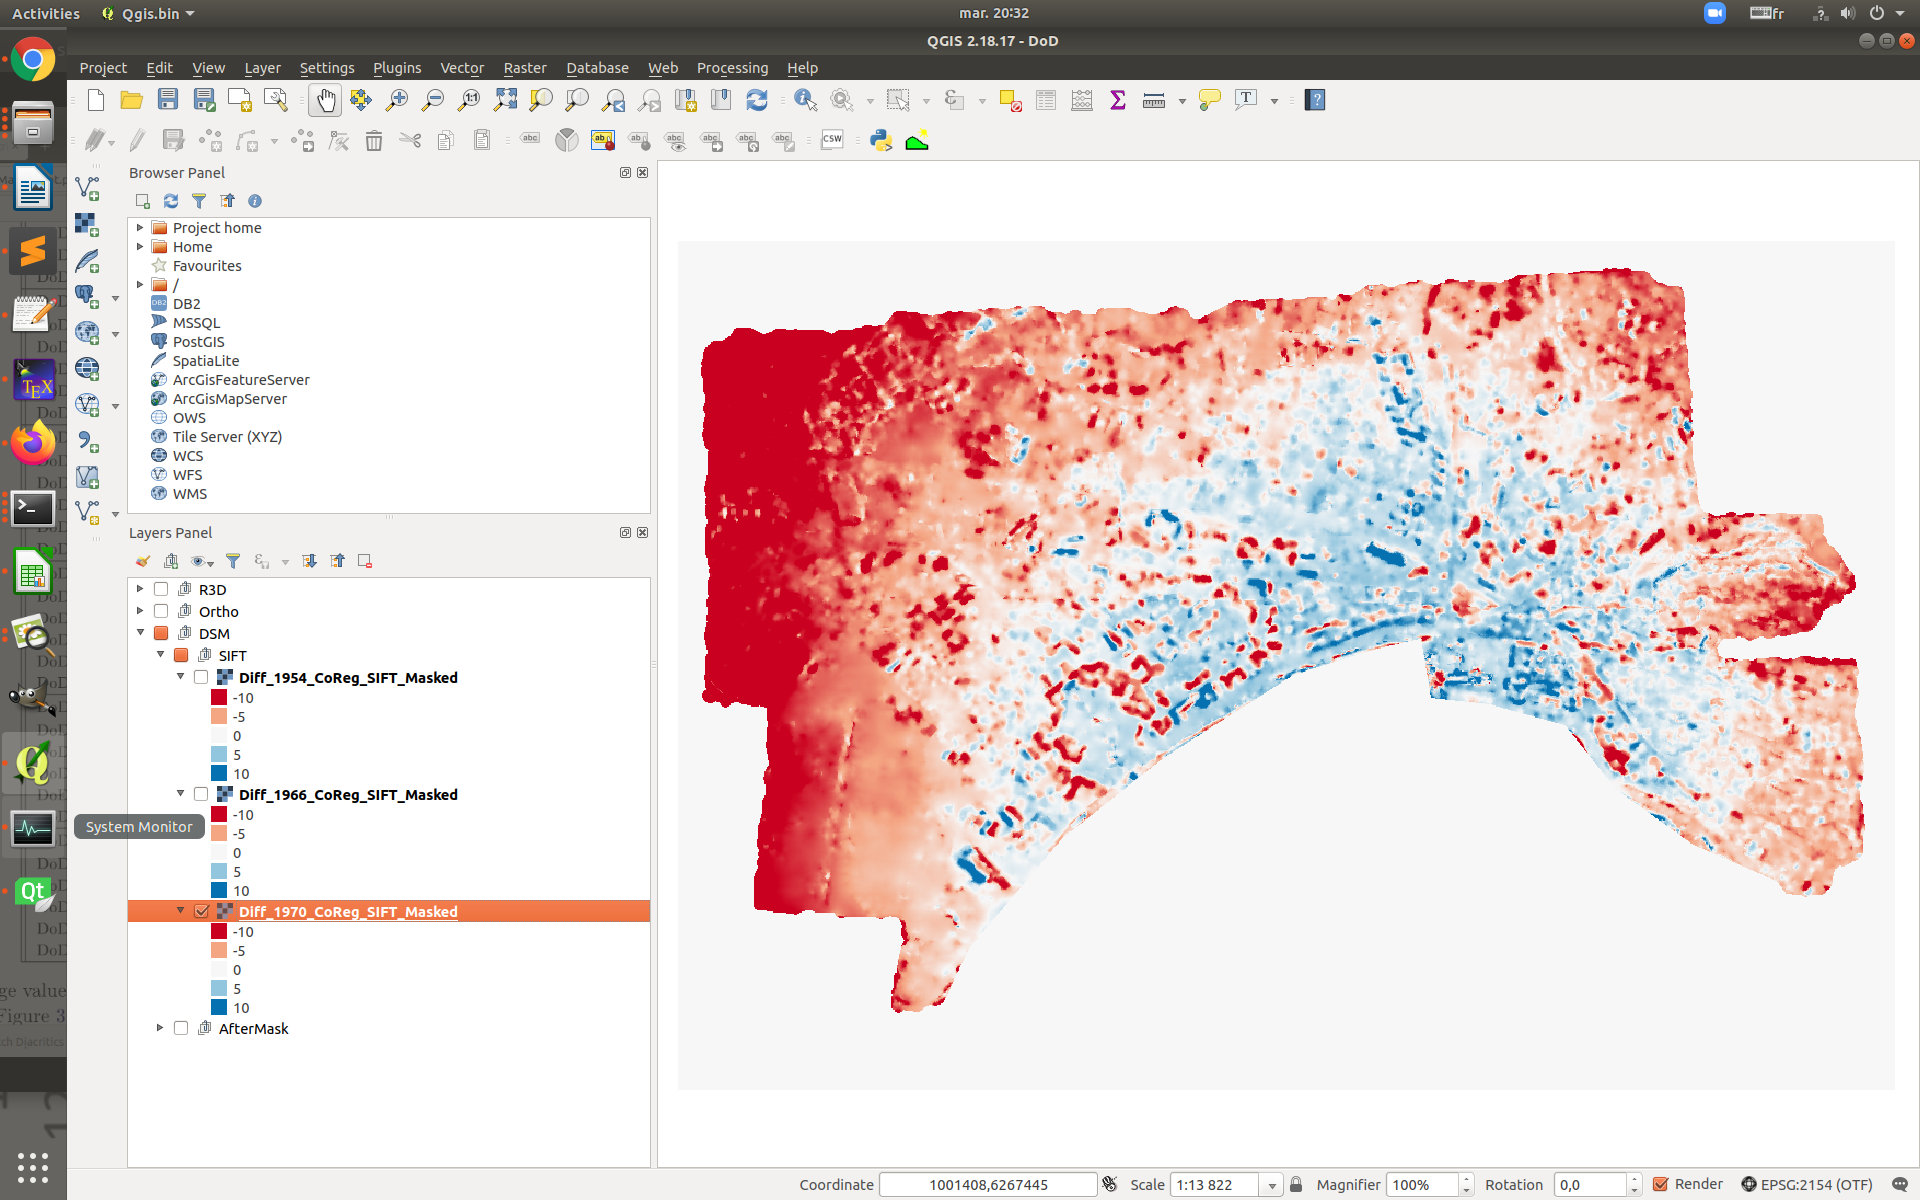 Activities
Qgis.bin
mar. 20:32
fr
QGIS 2.18.17 - DoD
Project Edit View Layer Settings Plugins Vector Raster Database Web Processing Help
Browser Panel
Project home
Home
Favourites
/
DB2
MSSQL
PostGIS
SpatiaLite
ArcGisFeatureServer
ArcGisMapServer
OWS
Tile Server (XYZ)
WCS
WFS
WMS
Layers Panel
R3D
Ortho
DSM
SIFT
Diff_1954_CoReg_SIFT_Masked
-10
-5
0
5
10
Diff_1966_CoReg_SIFT_Masked
-10
System Monitor
-5
0
5
10
Diff_1970_CoReg_SIFT_Masked
-10
-5
0
5
10
AfterMask
ge value
Figure 3
Coordinate 1001408,6267445 Scale 1:13 822 Magnifier 100% Rotation 0,0 Render EPSG:2154 (OTF)